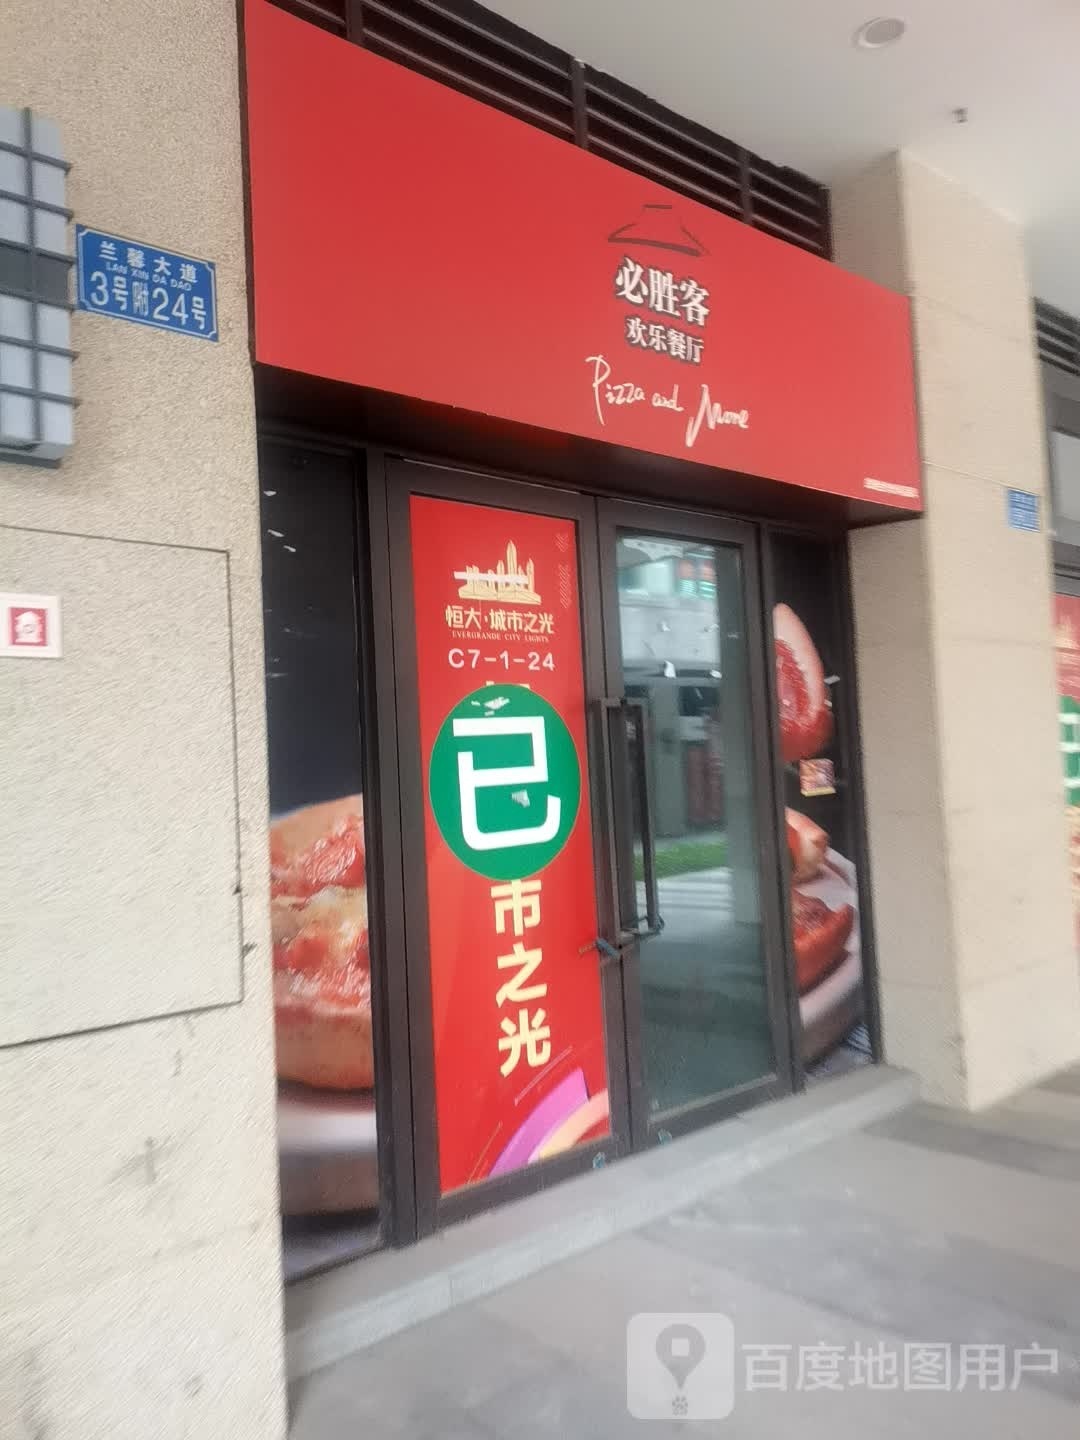 兰馨大道
LAN XIN DA DAO
3号附24号
必胜客
欢乐餐厅
Pizza and More
恒大·城市之光
EVERGRANDE CITY LIGHTS
C7-1-24
已
市之光
百度地图用户